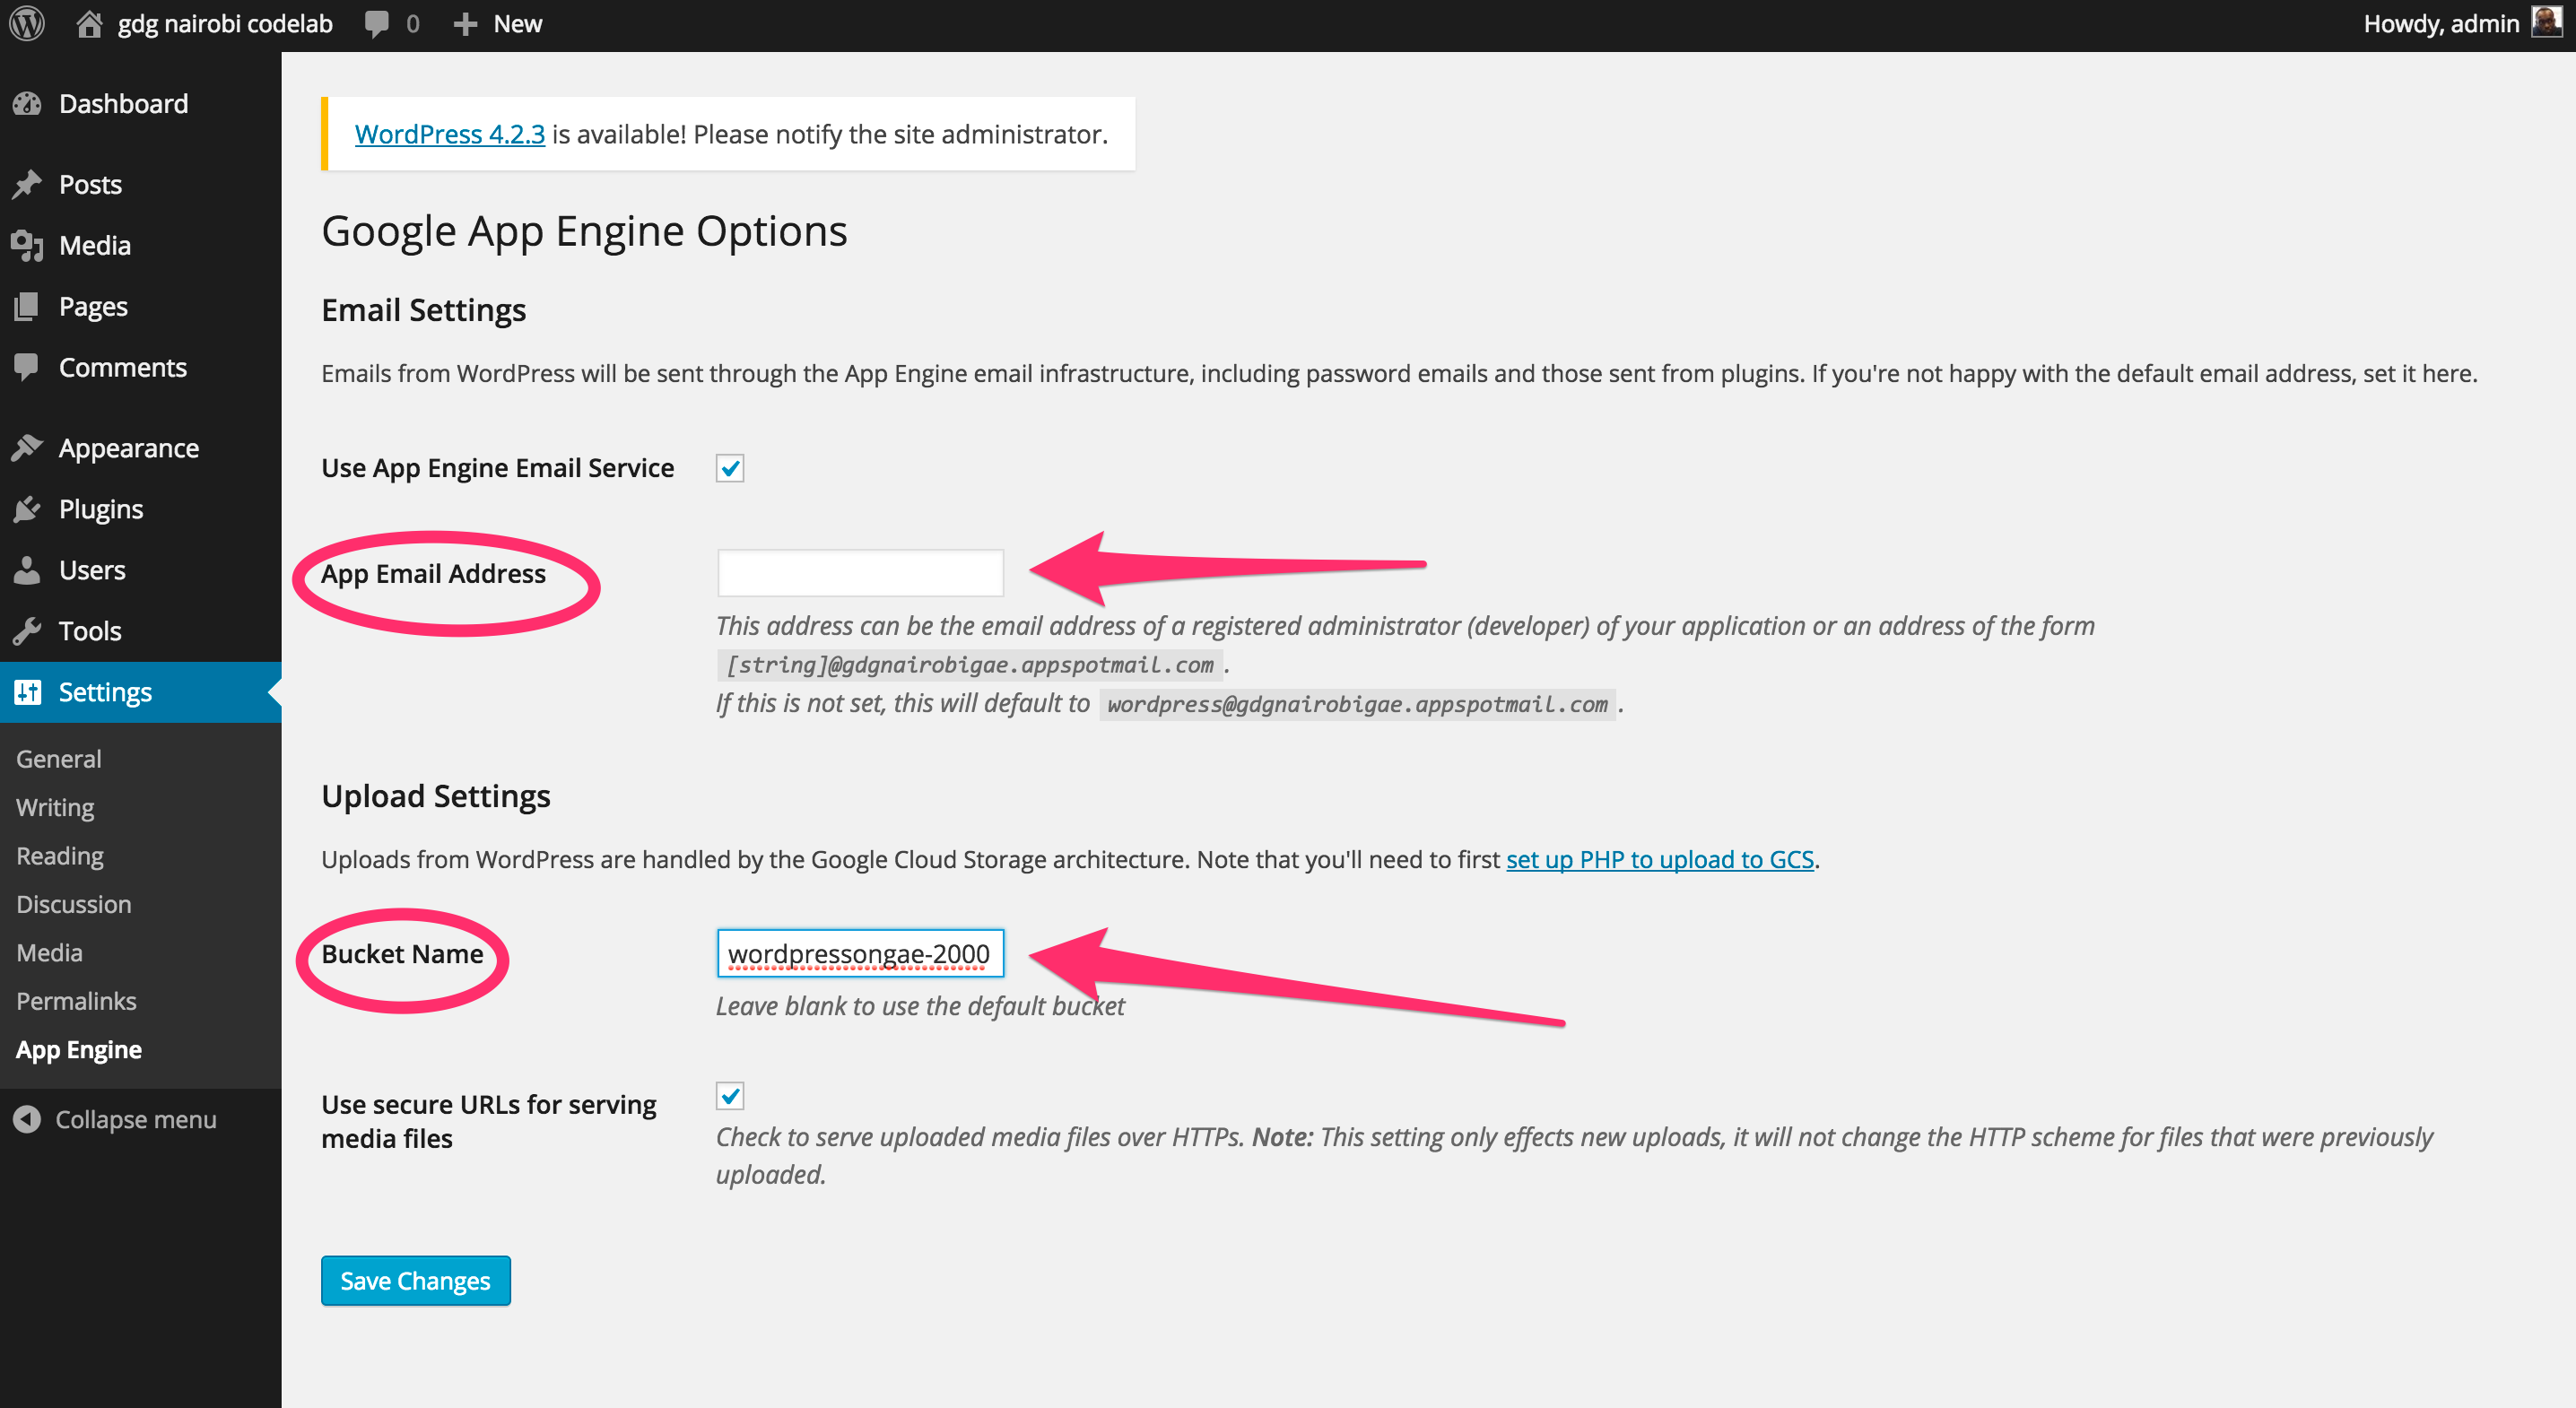 gdg nairobi codelab
0
New
Howdy, admin
Dashboard
Posts
Media
Pages
Comments
Appearance
Plugins
Users
Tools
Settings
General
Writing
Reading
Discussion
Media
Permalinks
App Engine
Collapse menu
WordPress 4.2.3 is available! Please notify the site administrator.
Google App Engine Options
Email Settings
Emails from WordPress will be sent through the App Engine email infrastructure, including password emails and those sent from plugins. If you're not happy with the default email address, set it here.
Use App Engine Email Service
App Email Address
This address can be the email address of a registered administrator (developer) of your application or an address of the form
[string]@gdgnairobigae.appspotmail.com .
If this is not set, this will default to wordpress@gdgnairobigae.appspotmail.com .
Upload Settings
Uploads from WordPress are handled by the Google Cloud Storage architecture. Note that you'll need to first set up PHP to upload to GCS.
Bucket Name
wordpressongae-2000
Leave blank to use the default bucket
Use secure URLs for serving
media files
Check to serve uploaded media files over HTTPs. Note: This setting only effects new uploads, it will not change the HTTP scheme for files that were previously
uploaded.
Save Changes